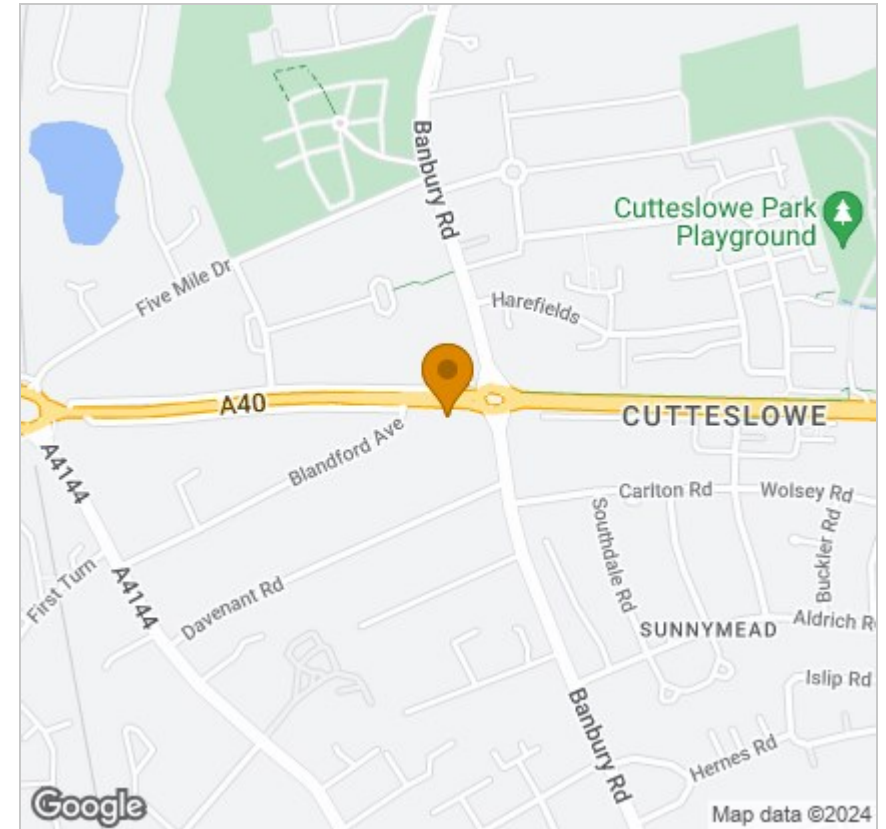 Banbury Rd
Cutteslowe Park
Playground
Five Mile Dr
Harefields
A40
CUTTESLOWE
Blandford Ave
A4144
Carlton Rd
Wolsey Rd
Southdale Rd
Buckler Rd
First Turn
A4144
Davenant Rd
Aldrich R
SUNNYMEAD
Islip Rd
Banbury Rd
Hernes Rd
Google
Map data ©2024